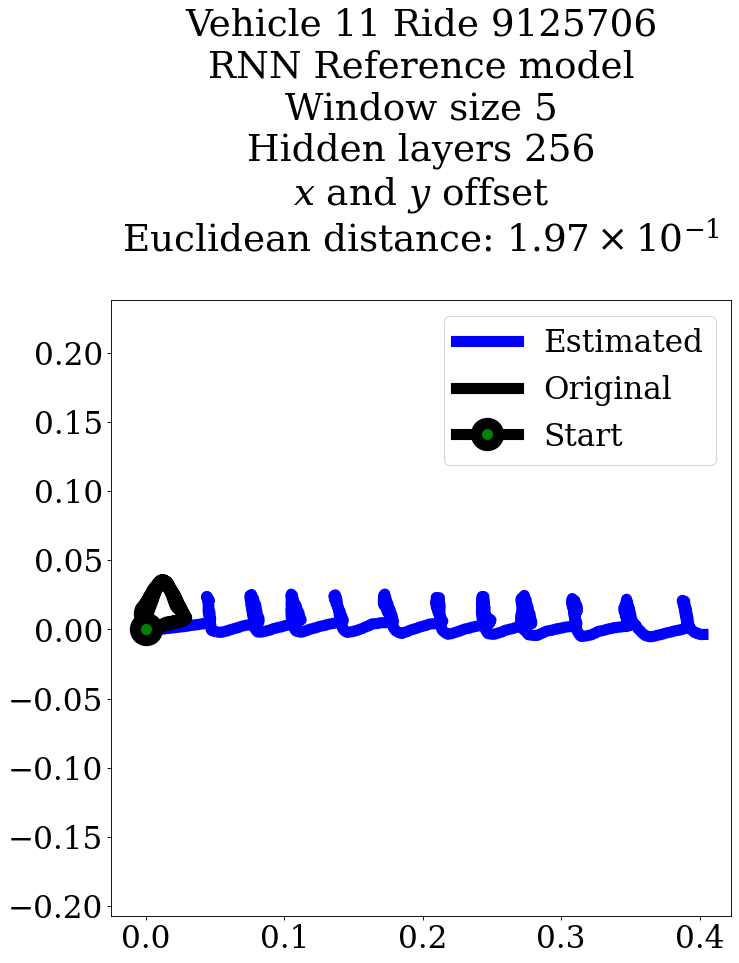 Vehicle 11 Ride 9125706
RNN Reference model
Window size 5
Hidden layers 256
x and y offset
Euclidean distance: 1.97 × 10⁻¹
Estimated
Original
Start
0.20
0.15
0.10
0.05
0.00
−0.05
−0.10
−0.15
−0.20
0.0 0.1 0.2 0.3 0.4